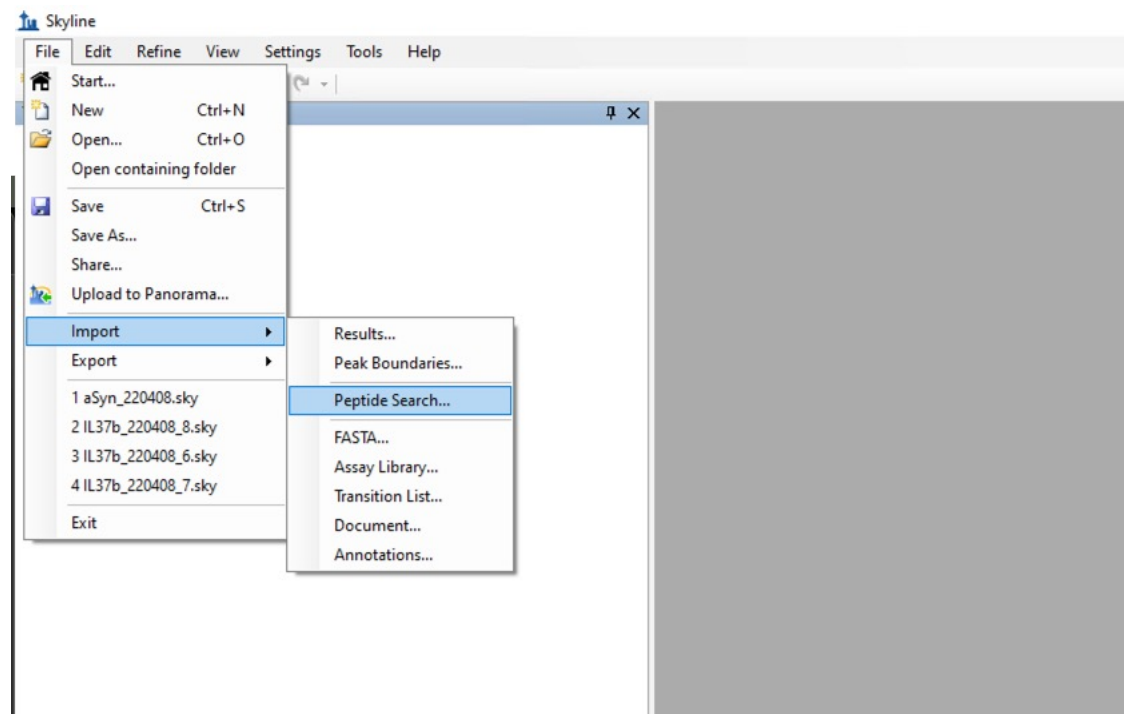 Skyline
File Edit Refine View Settings Tools Help
Start...
New Ctrl+N
Open... Ctrl+O
Open containing folder
Save Ctrl+S
Save As...
Share...
Upload to Panorama...
Import
Export
1 aSyn_220408.sky
2 IL37b_220408_8.sky
3 IL37b_220408_6.sky
4 IL37b_220408_7.sky
Exit
Results...
Peak Boundaries...
Peptide Search...
FASTA...
Assay Library...
Transition List...
Document...
Annotations...